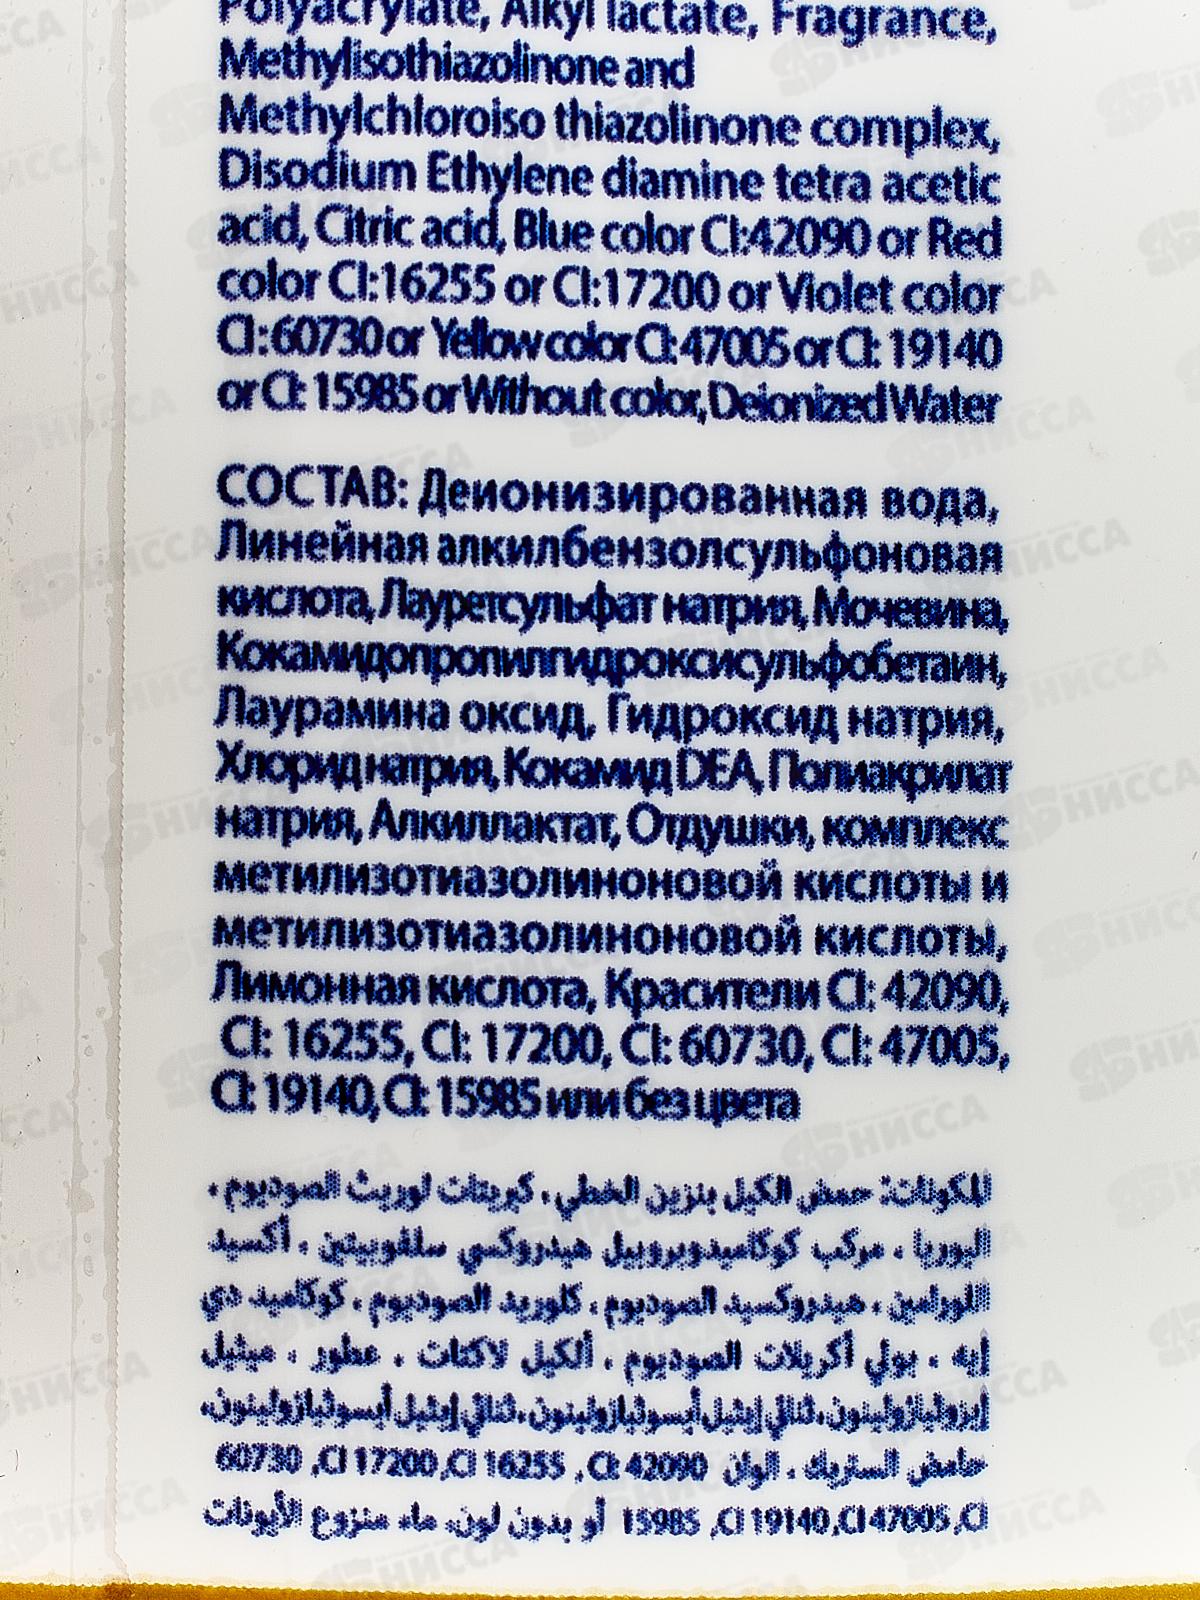 Polyacrylate, Alkyl lactate, Fragrance,
Methylisothiazolinone and
Methylchloroiso thiazolinone complex,
Disodium Ethylene diamine tetra acetic
acid, Citric acid, Blue color CI:42090 or Red
color CI:16255 or CI:17200 or Violet color
CI:60730 or Yellow color CI:47005 or CI: 19140
or CI: 15985 or Without color, Deionized Water
СОСТАВ: Деионизированная вода,
Линейная алкилбензолсульфоновая
кислота, Лауретсульфат натрия, Мочевина,
Кокамидопропилгидроксисульфобетаин,
Лаурамина оксид, Гидроксид натрия,
Хлорид натрия, Кокамид DEA, Полиакрилат
натрия, Алкиллактат, Отдушки, комплекс
метилизотиазолиноновой кислоты и
метилизотиазолиноновой кислоты,
Лимонная кислота, Красители CI: 42090,
CI: 16255, CI: 17200, CI: 60730, CI: 47005,
CI: 19140, CI: 15985 или без цвета
المكونات: حمض الكيل بنزين الخطي، كبريتات لوريث الصوديوم،
اليوريا ، مركب كوكاميدوبروبيل هيدروكسي سلفوبيتين ، أكسيد
اللورامين ، هيدروكسيد الصوديوم ، كلوريد الصوديوم ، كوكاميد دي
إيه ، بولي أكريلات الصوديوم ، ألكيل لاكتات ، عطور ، ميثيل
إيزوليازولينون، ثنائي إيثيل أيسوثيازولينون، ثنائي إيثيل أيسوثيازولينون،
حامض الستريك ، الوان CI: 42090 ، CI 16255، CI 17200، 60730
CI، CI 47005، CI 19140، 15985 أو بدون لون، ماء منزوع الأيونات
НИССА